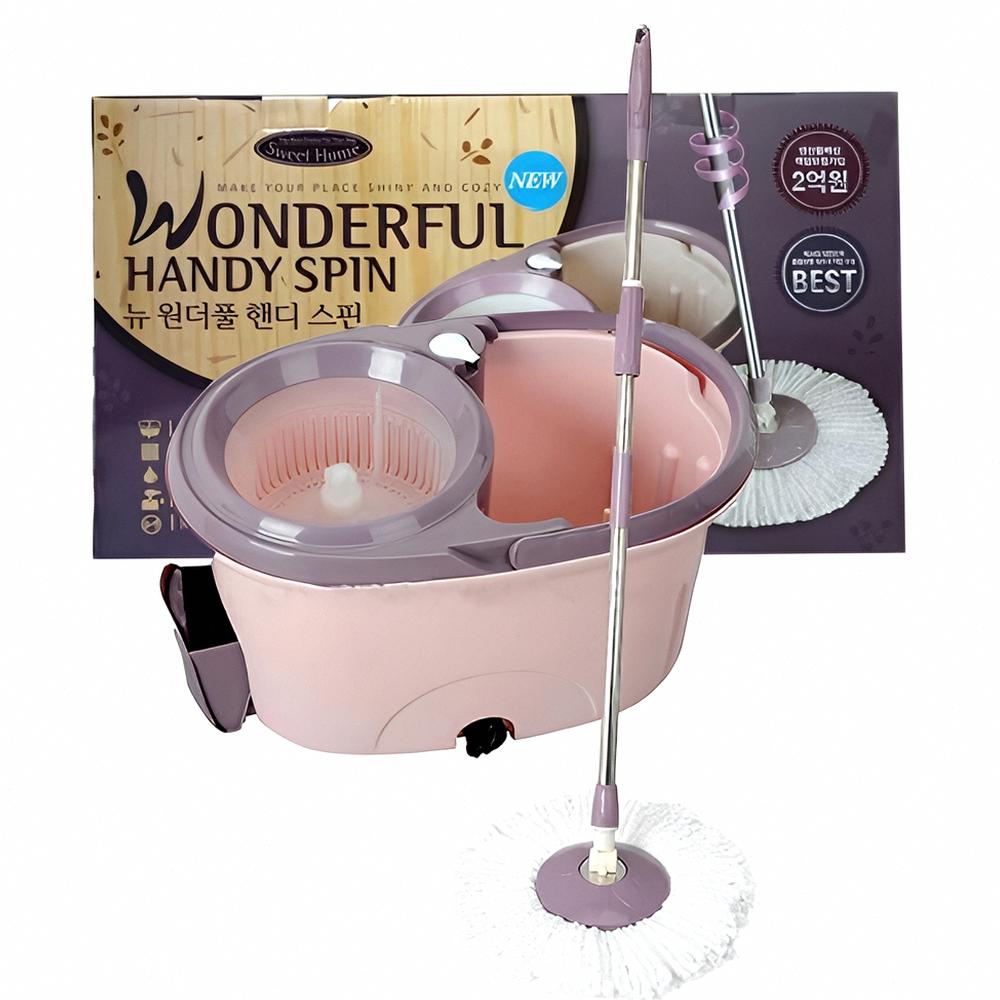 Sweet Home
MAKE YOUR PLACE SHINY AND COZY
NEW
WONDERFUL
HANDY SPIN
뉴 원더풀 핸디 스핀
2억원
BEST